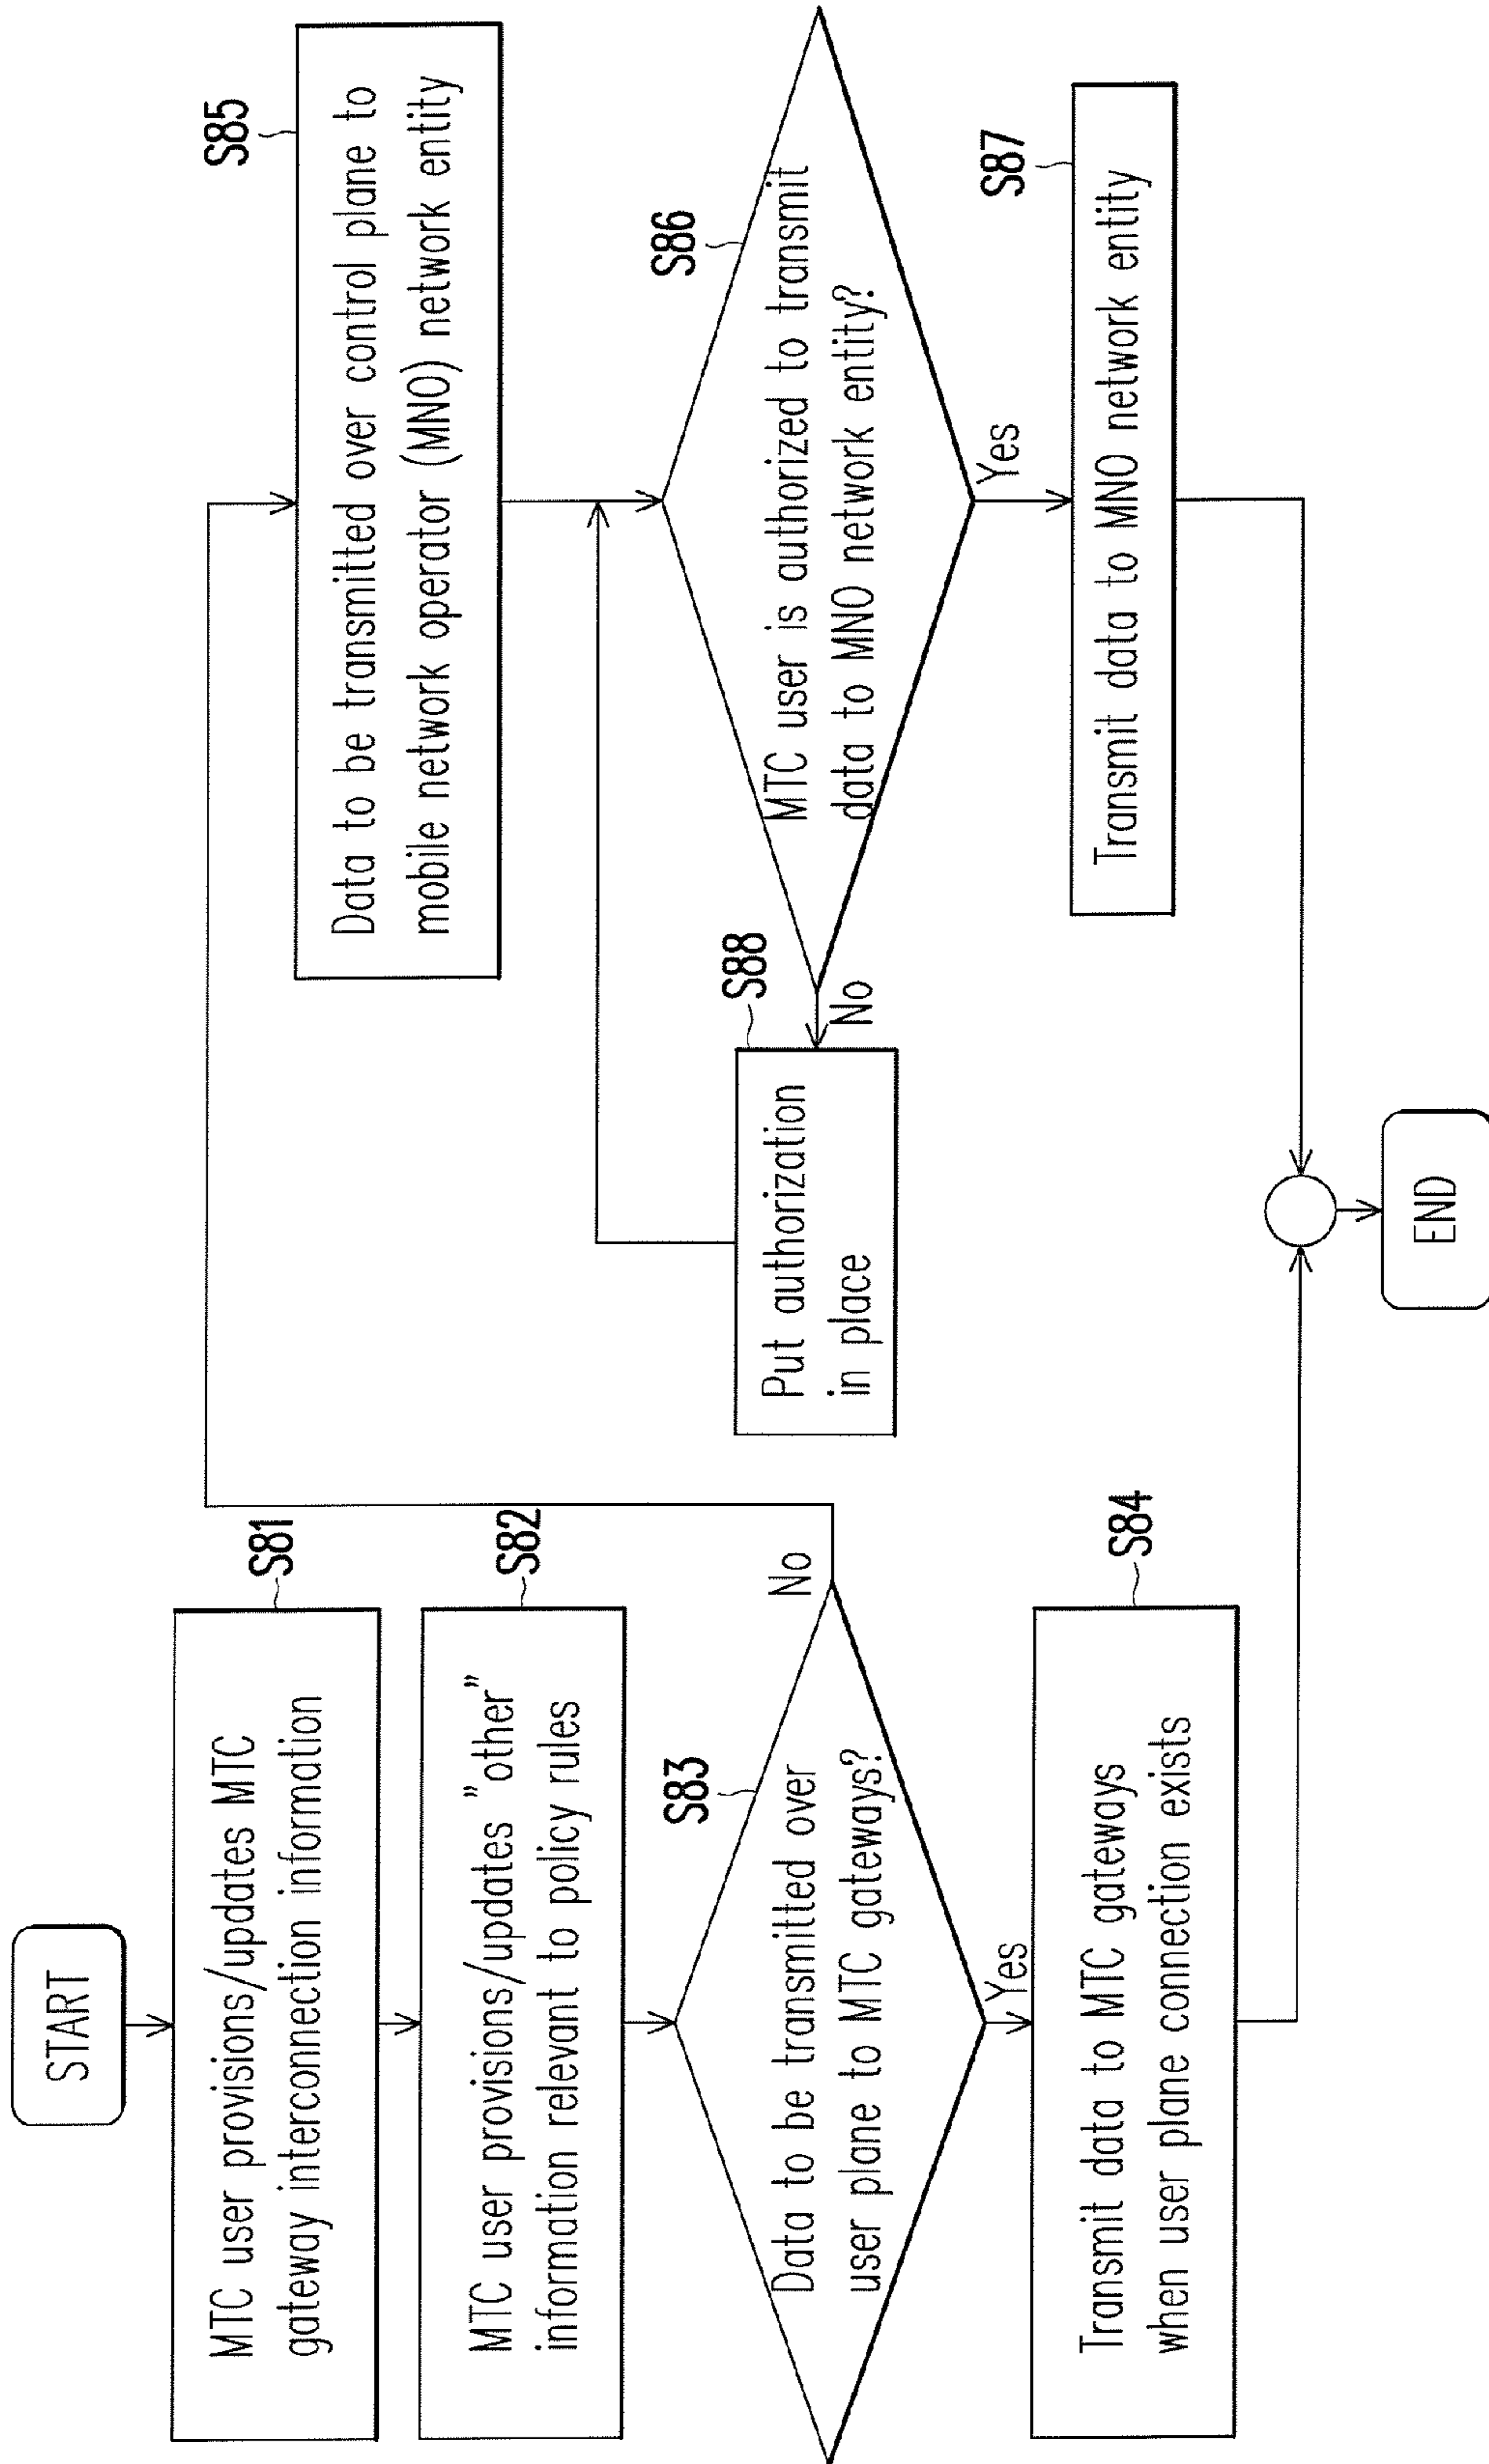 START
S81
MTC user provisions/updates MTC
gateway interconnection information
S82
MTC user provisions/updates "other"
information relevant to policy rules
S83
Data to be transmitted over
user plane to MTC gateways?
No
Yes
S84
Transmit data to MTC gateways
when user plane connection exists
S85
Data to be transmitted over control plane to
mobile network operator (MNO) network entity
S86
MTC user is authorized to transmit
data to MNO network entity?
No
Yes
S88
Put authorization
in place
S87
Transmit data to MNO network entity
END